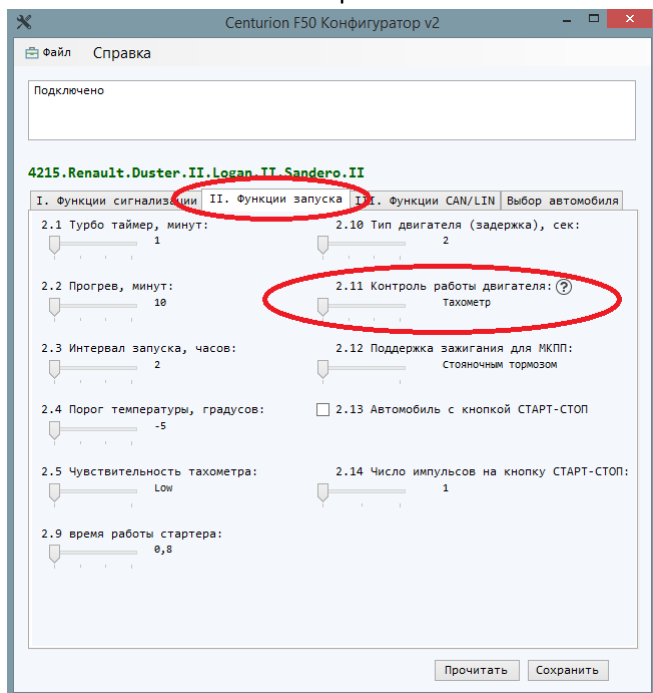 Centurion F50 Конфигуратор v2
Файл Справка
Подключено
4215.Renault.Duster.II.Logan.II.Sandero.II
I. Функции сигнализации II. Функции запуска III. Функции CAN/LIN Выбор автомобиля
2.1 Турбо таймер, минут:
1
2.2 Прогрев, минут:
10
2.3 Интервал запуска, часов:
2
2.4 Порог температуры, градусов:
-5
2.5 Чувствительность тахометра:
Low
2.9 время работы стартера:
0,8
2.10 Тип двигателя (задержка), сек:
2
2.11 Контроль работы двигателя: ?
Тахометр
2.12 Поддержка зажигания для МКПП:
Стояночным тормозом
2.13 Автомобиль с кнопкой СТАРТ-СТОП
2.14 Число импульсов на кнопку СТАРТ-СТОП:
1
Прочитать Сохранить